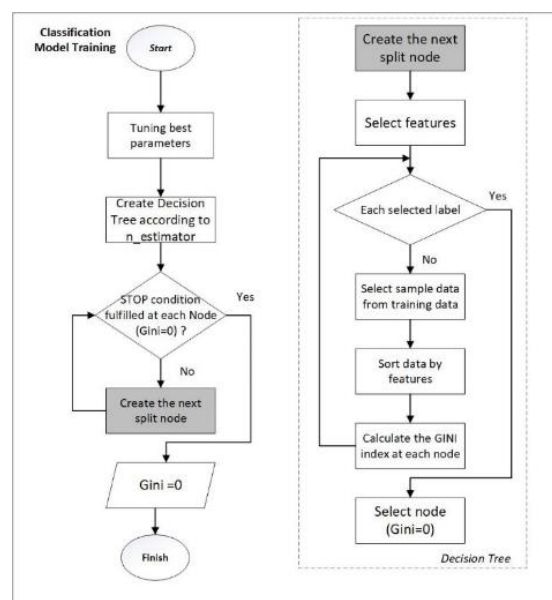 Classification
Model Training
Start
Tuning best
parameters
Create Decision
Tree according to
n_estimator
STOP condition
fulfilled at each Node
(Gini=0) ?
Yes
No
Create the next
split node
Gini =0
Finish
Create the next
split node
Select features
Each selected label
Yes
No
Select sample data
from training data
Sort data by
features
Calculate the GINI
index at each node
Select node
(Gini=0)
Decision Tree